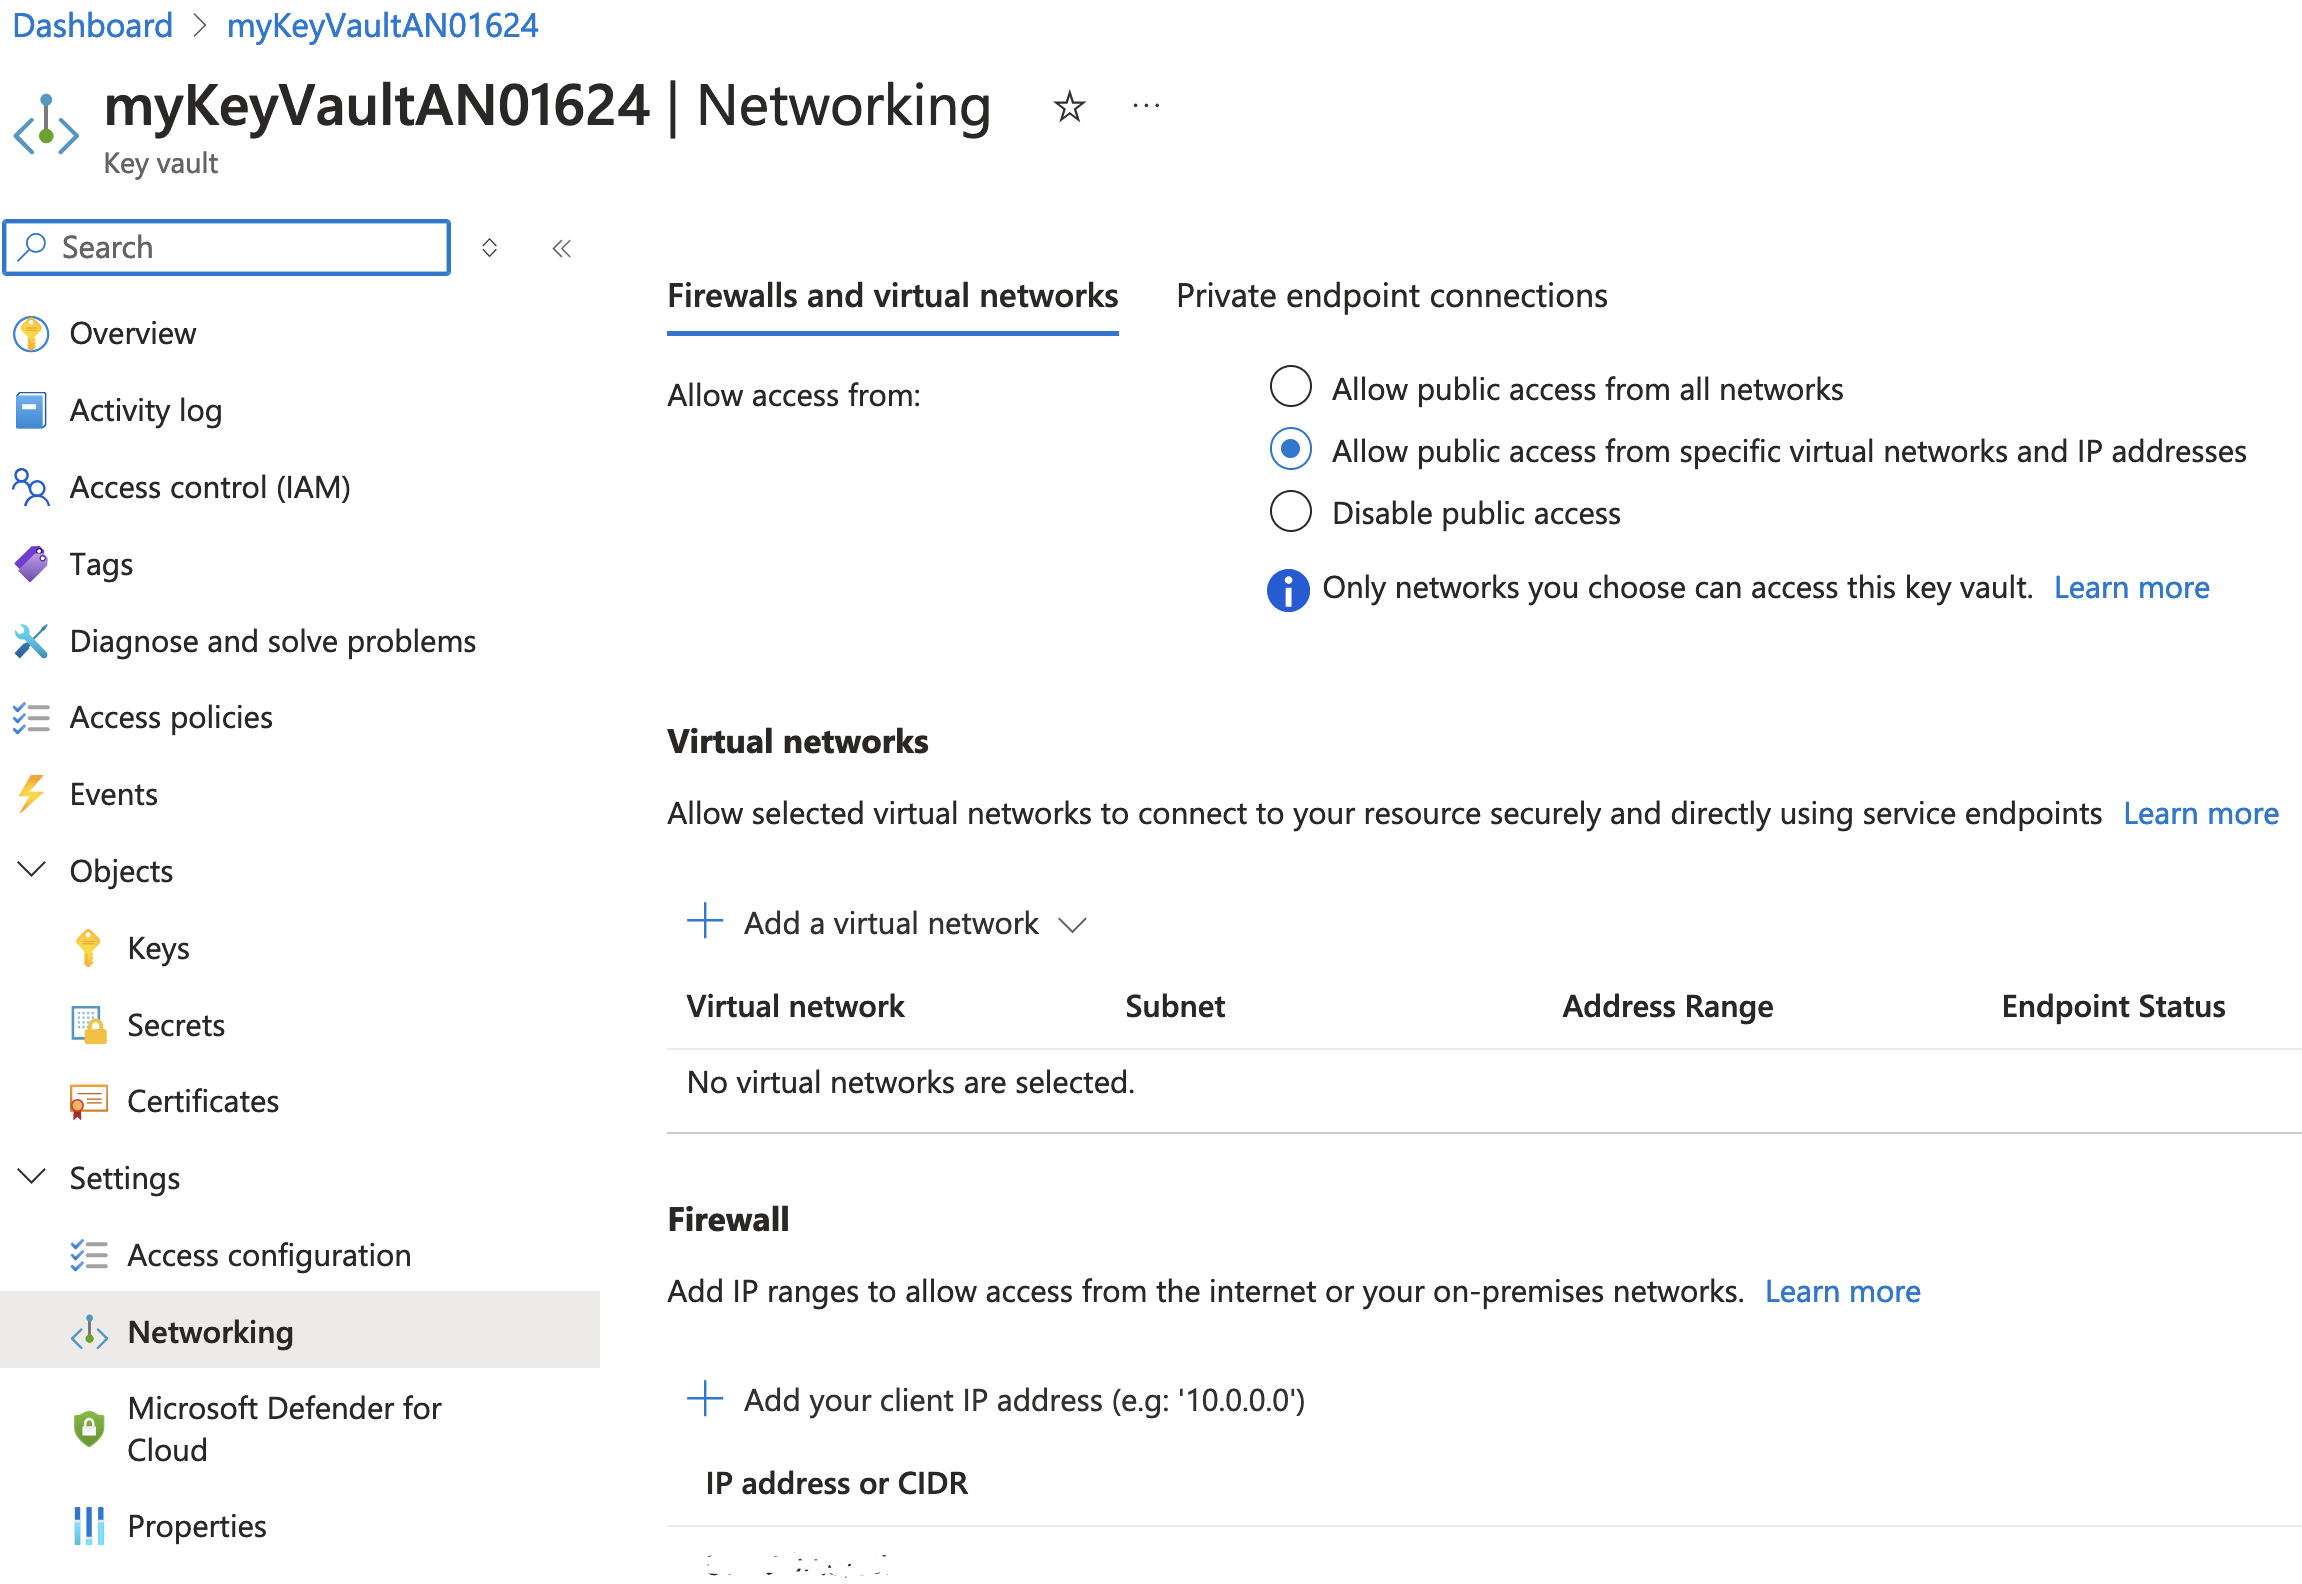 Dashboard > myKeyVaultAN01624
myKeyVaultAN01624 | Networking
Key vault
Search
Overview
Activity log
Access control (IAM)
Tags
Diagnose and solve problems
Access policies
Events
Objects
Keys
Secrets
Certificates
Settings
Access configuration
Networking
Microsoft Defender for
Cloud
Properties
Firewalls and virtual networks
Private endpoint connections
Allow access from:
Allow public access from all networks
Allow public access from specific virtual networks and IP addresses
Disable public access
Only networks you choose can access this key vault. Learn more
Virtual networks
Allow selected virtual networks to connect to your resource securely and directly using service endpoints Learn more
Add a virtual network
Virtual network Subnet Address Range Endpoint Status
No virtual networks are selected.
Firewall
Add IP ranges to allow access from the internet or your on-premises networks. Learn more
Add your client IP address (e.g: '10.0.0.0')
IP address or CIDR